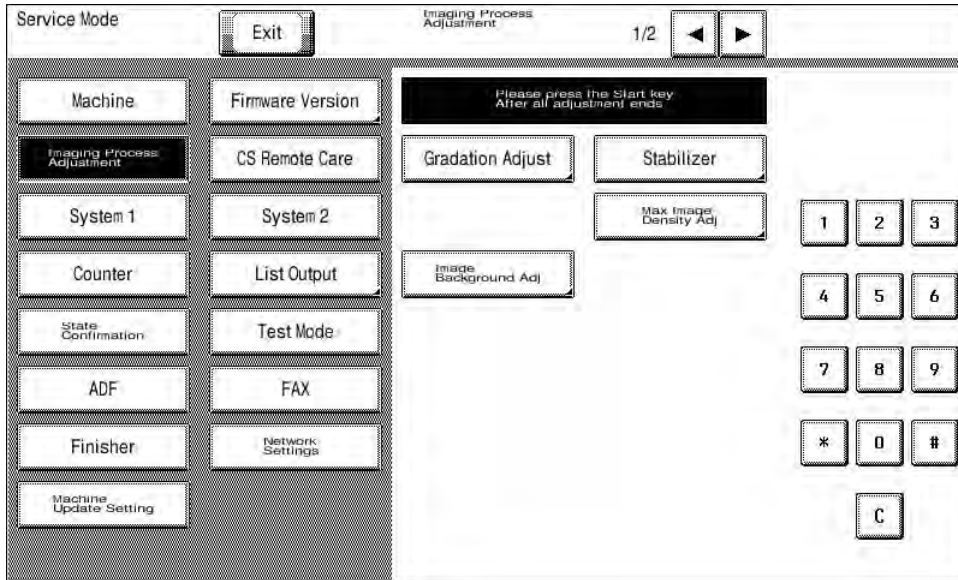 Service Mode
Exit
Imaging Process
Adjustment
1/2
Machine
Firmware Version
Please press the Start key
After all adjustment ends
Imaging Process
Adjustment
CS Remote Care
Gradation Adjust
Stabilizer
System 1
System 2
Max Image
Density Adj
1 2 3
Counter
List Output
Image
Background Adj
4 5 6
State
Confirmation
Test Mode
7 8 9
ADF
FAX
Finisher
Network
Settings
* 0 #
Machine
Update Setting
C